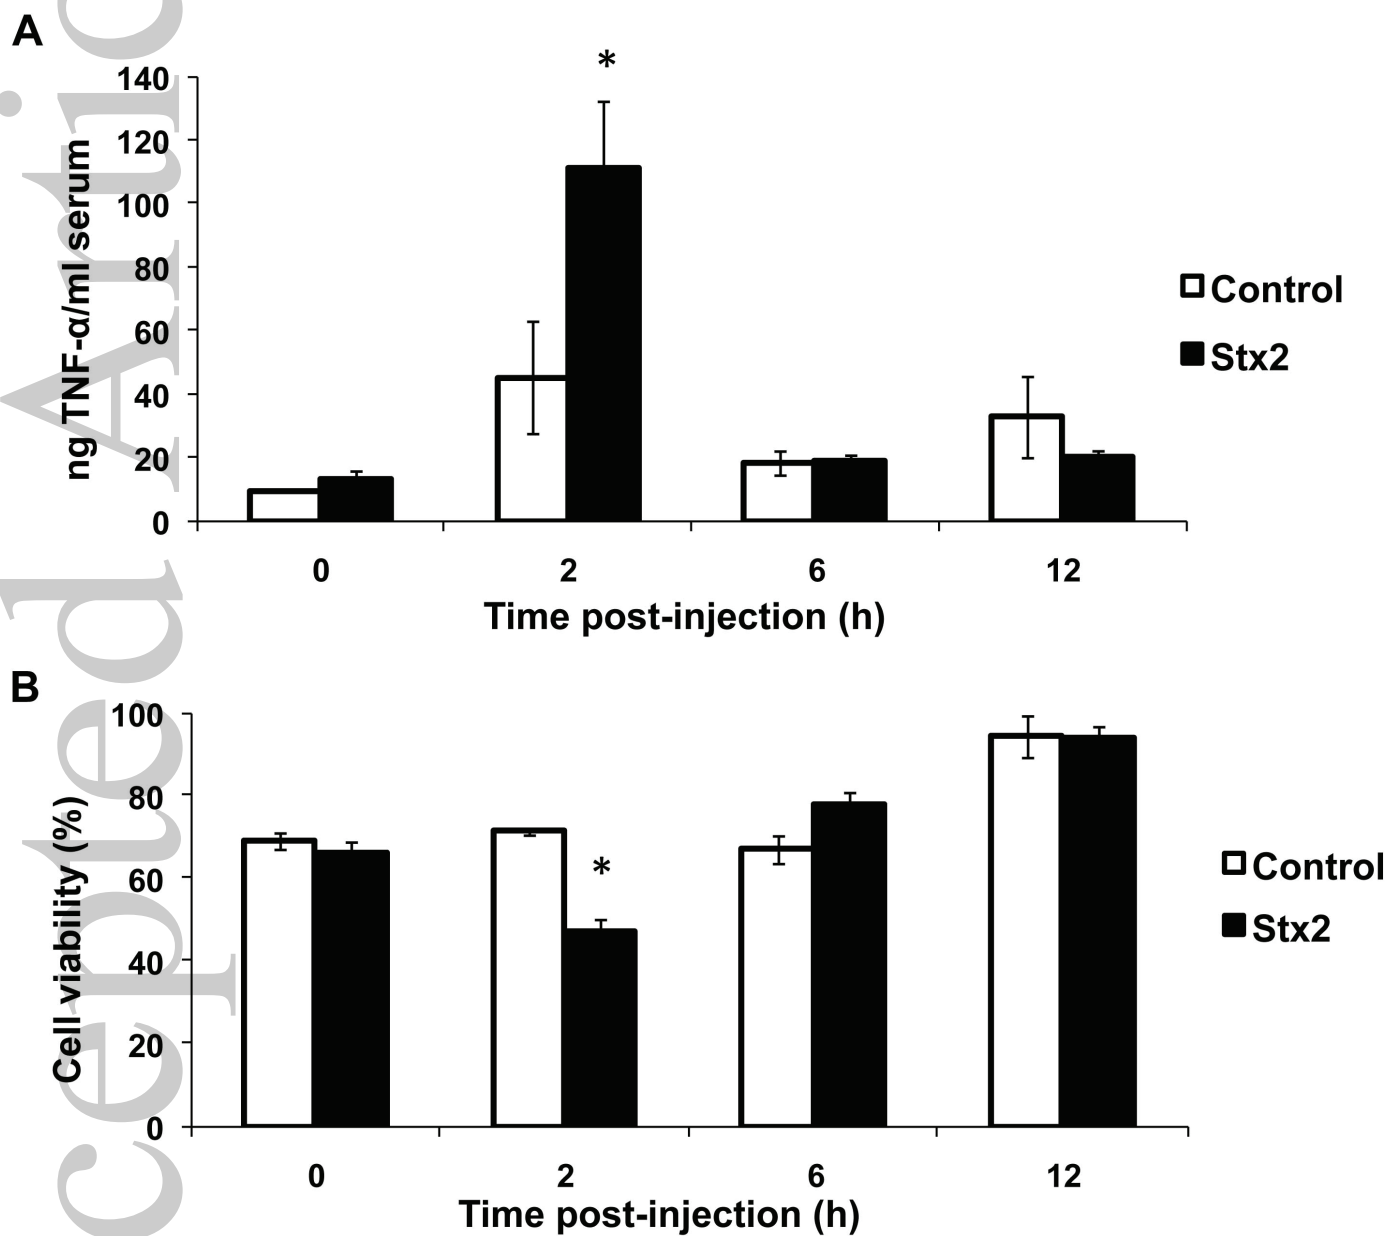 A
*
140
120
100
80
60
40
20
0
ng TNF-α/ml serum
Control
Stx2
0 2 6 12
Time post-injection (h)
B
100
80
60
40
20
0
Cell viability (%)
*
Control
Stx2
0 2 6 12
Time post-injection (h)
cepted Artic